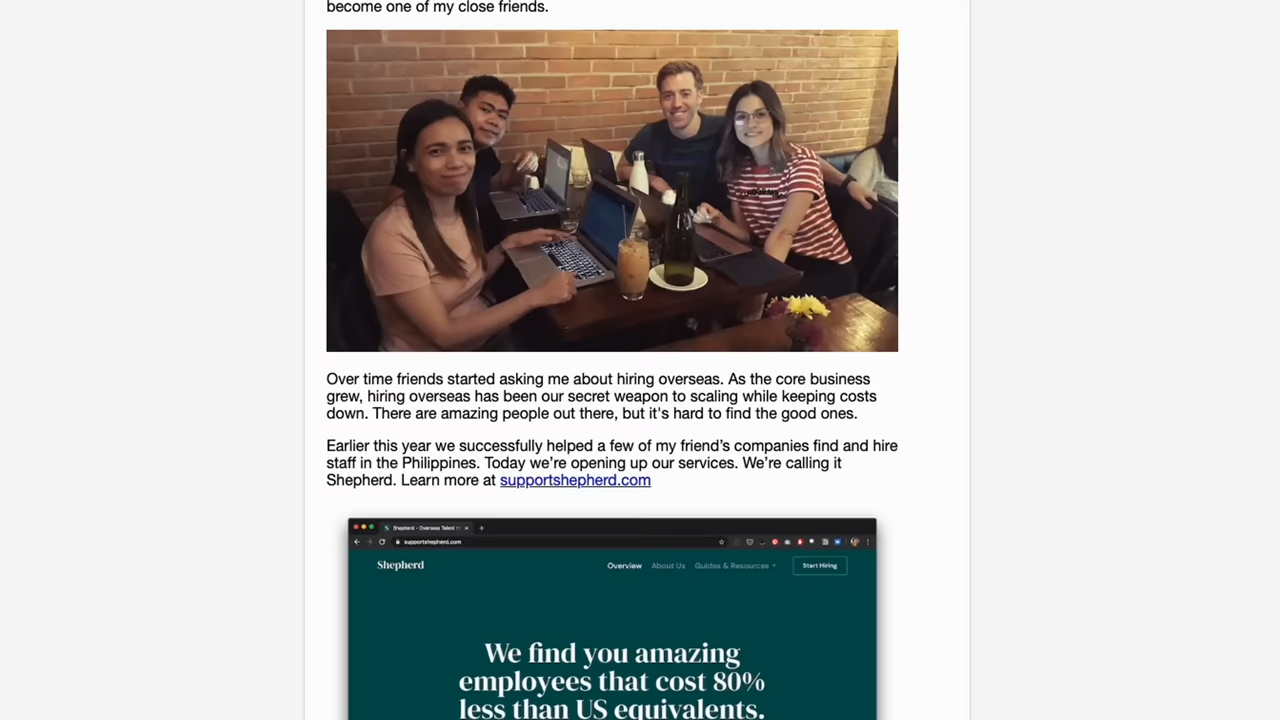 become one of my close friends.
Over time friends started asking me about hiring overseas. As the core business
grew, hiring overseas has been our secret weapon to scaling while keeping costs
down. There are amazing people out there, but it's hard to find the good ones.
Earlier this year we successfully helped a few of my friend’s companies find and hire
staff in the Philippines. Today we’re opening up our services. We’re calling it
Shepherd. Learn more at supportshepherd.com
Shepherd - Overseas Talent
supportshepherd.com
Shepherd Overview About Us Guides & Resources Start Hiring
We find you amazing
employees that cost 80%
less than US equivalents.